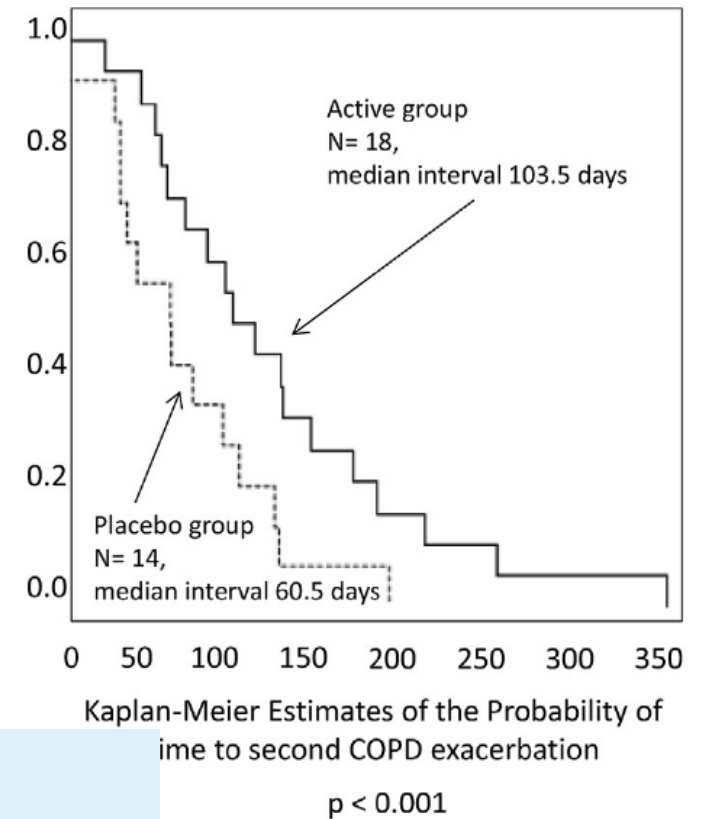 1.0
0.8
0.6
0.4
0.2
0.0
Active group
N= 18,
median interval 103.5 days
Placebo group
N= 14,
median interval 60.5 days
0 50 100 150 200 250 300 350
Kaplan-Meier Estimates of the Probability of
ime to second COPD exacerbation
p < 0.001